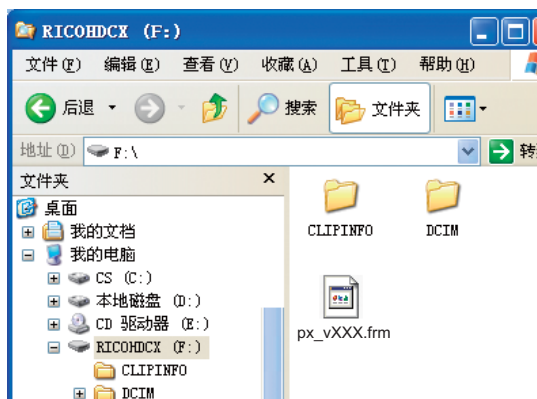 RICOHDCX (F:)
文件(F) 编辑(E) 查看(V) 收藏(A) 工具(T) 帮助(H)
后退 搜索 文件夹
地址(D) F:\ 转
文件夹 ×
桌面
我的文档
我的电脑
CS (C:)
本地磁盘 (D:)
CD 驱动器 (E:)
RICOHDCX (F:)
CLIPINFO
DCIM
CLIPINFO DCIM
px_vXXX.frm